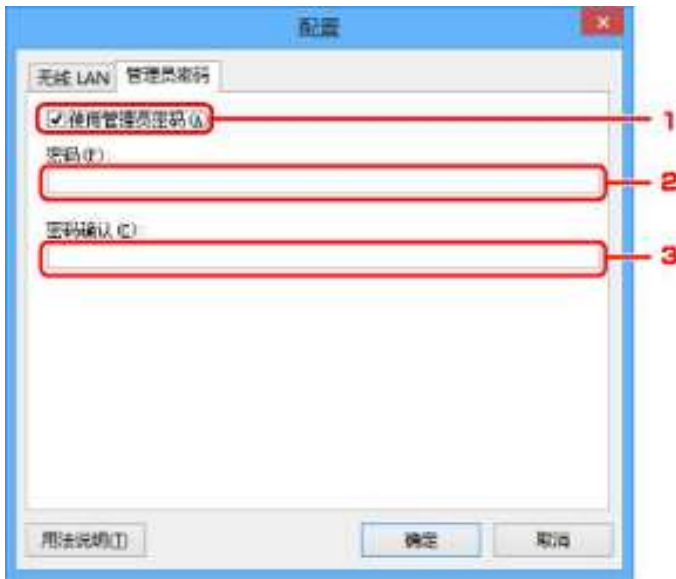 配置
无线 LAN 管理员密码
使用管理员密码(A) 1
密码(P)
2
密码确认(C)
3
用法说明(I) 确定 取消